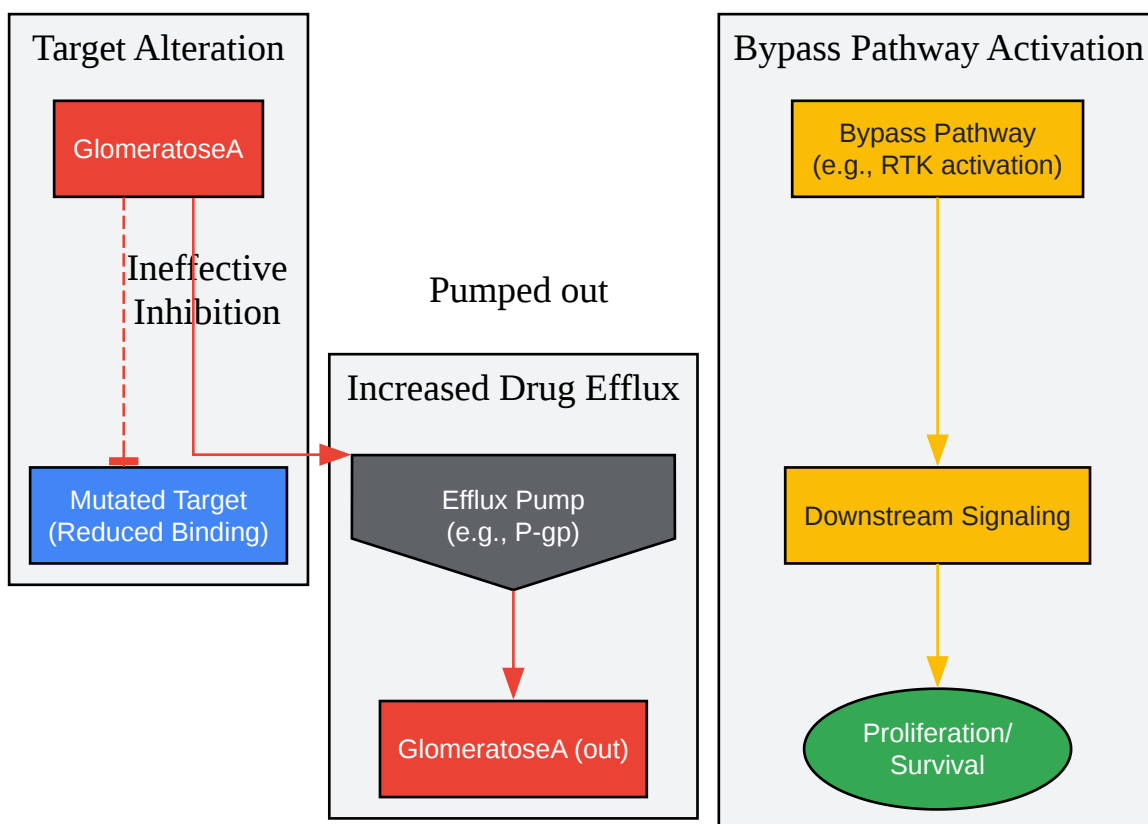 Target Alteration
GlomeratoseA
Ineffective
Inhibition
Mutated Target
(Reduced Binding)
Pumped out
Increased Drug Efflux
Efflux Pump
(e.g., P-gp)
GlomeratoseA (out)
Bypass Pathway Activation
Bypass Pathway
(e.g., RTK activation)
Downstream Signaling
Proliferation/
Survival